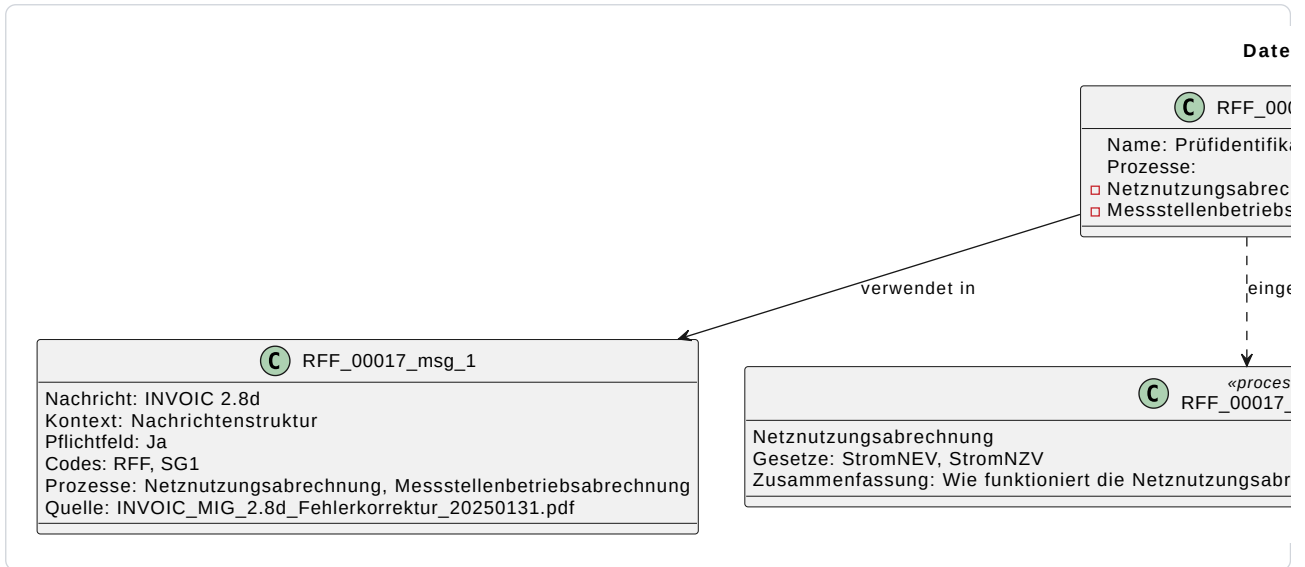 Date
C RFF_000
Name: Prüfidentifika
Prozesse:
Netznutzungsabrec
Messstellenbetriebs
verwendet in
einge
C RFF_00017_msg_1
Nachricht: INVOIC 2.8d
Kontext: Nachrichtenstruktur
Pflichtfeld: Ja
Codes: RFF, SG1
Prozesse: Netznutzungsabrechnung, Messstellenbetriebsabrechnung
Quelle: INVOIC_MIG_2.8d_Fehlerkorrektur_20250131.pdf
«proces
C RFF_00017_
Netznutzungsabrechnung
Gesetze: StromNEV, StromNZV
Zusammenfassung: Wie funktioniert die Netznutzungsabr